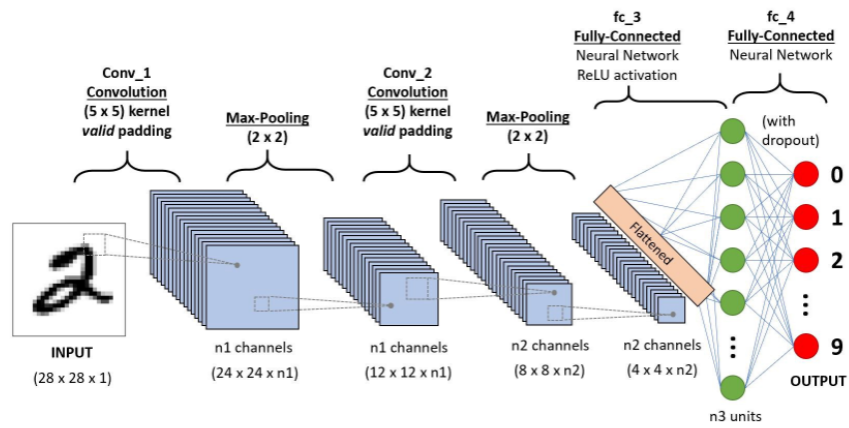 fc_3
Fully-Connected
Neural Network
ReLU activation
fc_4
Fully-Connected
Neural Network
Conv_1
Convolution
(5 x 5) kernel
valid padding
Max-Pooling
(2 x 2)
Conv_2
Convolution
(5 x 5) kernel
valid padding
Max-Pooling
(2 x 2)
(with
dropout)
2
Flattened
0
1
2
9
INPUT
(28 x 28 x 1)
n1 channels
(24 x 24 x n1)
n1 channels
(12 x 12 x n1)
n2 channels
(8 x 8 x n2)
n2 channels
(4 x 4 x n2)
OUTPUT
n3 units